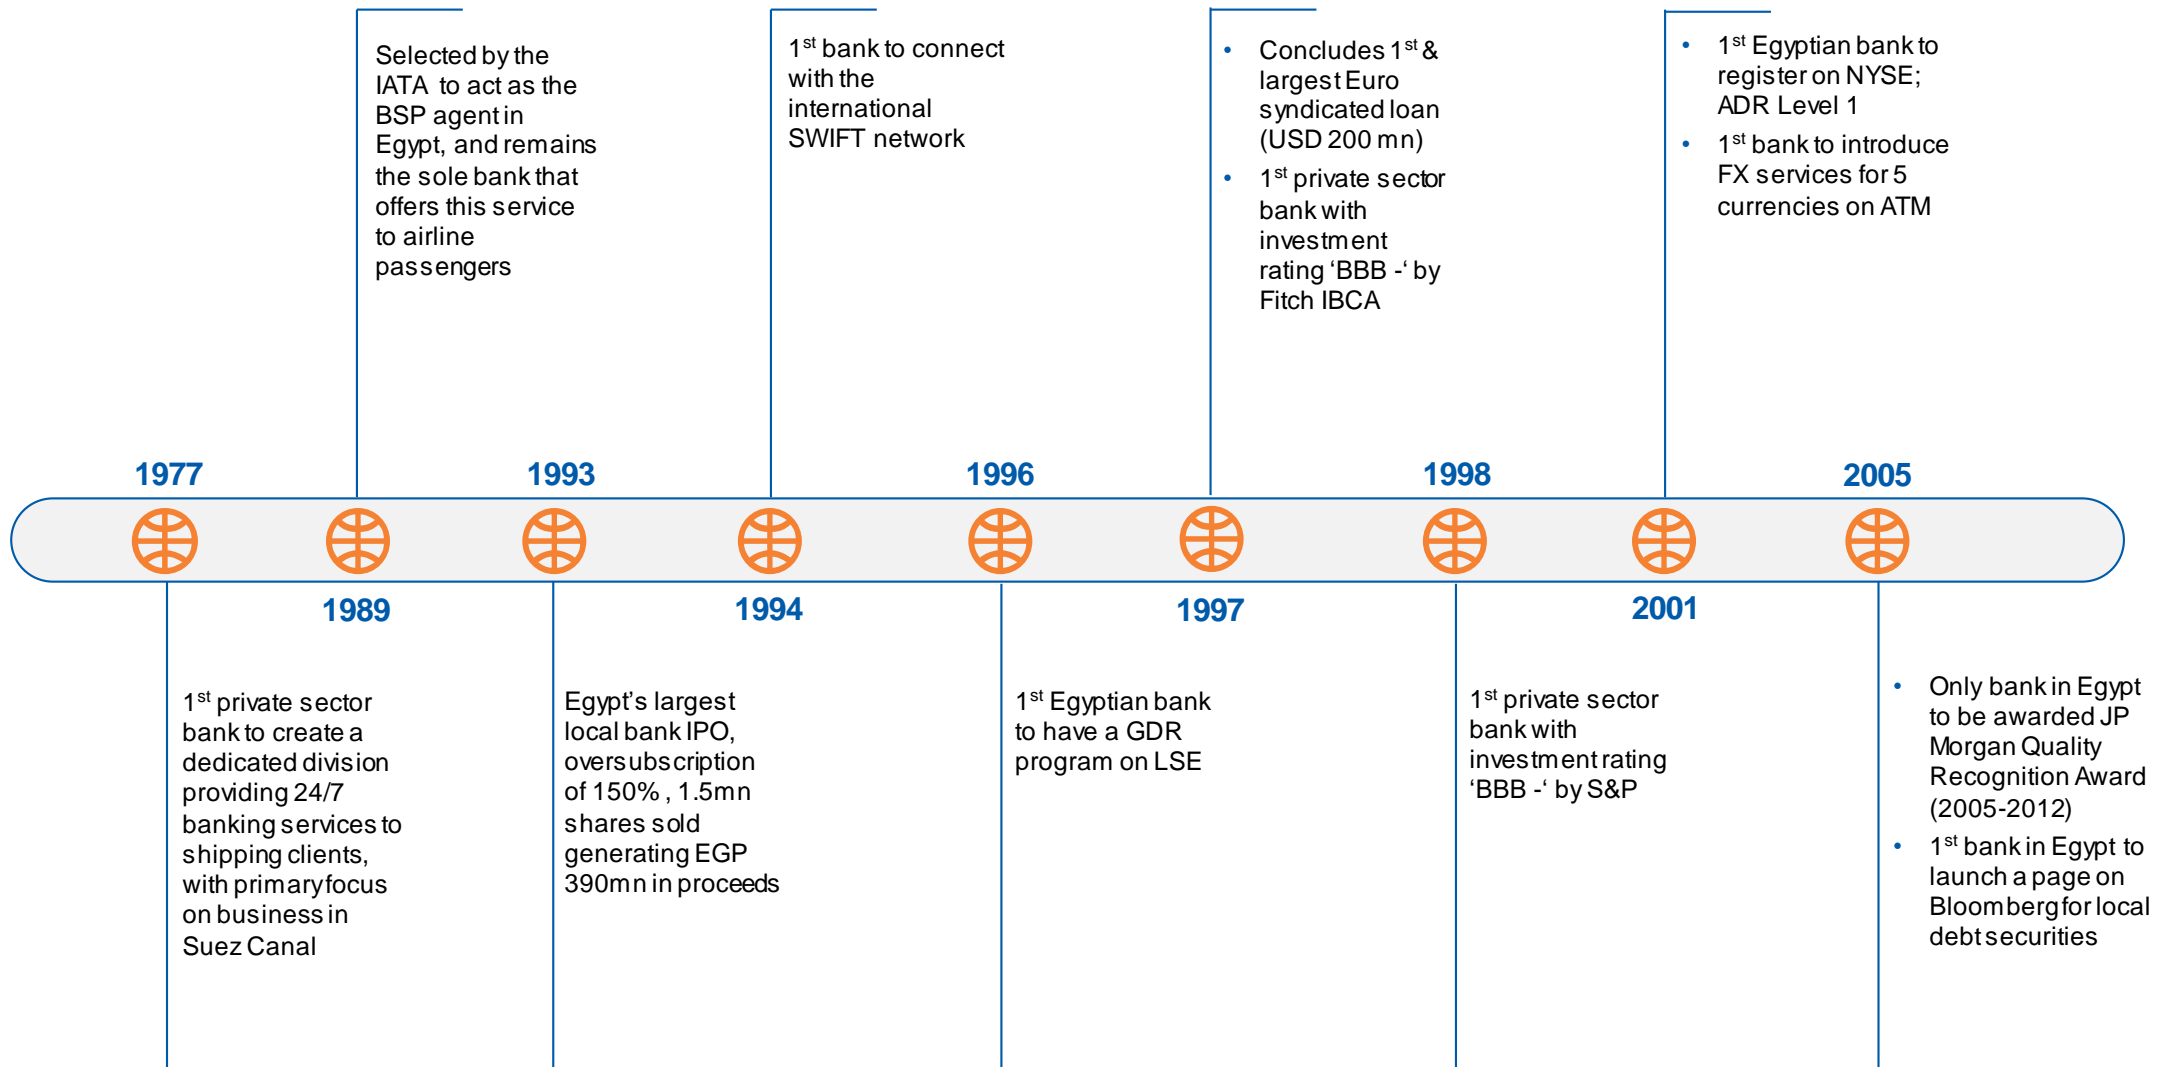 Selected by the
IATA to act as the
BSP agent in
Egypt, and remains
the sole bank that
offers this service
to airline
passengers
1st bank to connect
with the
international
SWIFT network
• Concludes 1st &
largest Euro
syndicated loan
(USD 200 mn)
• 1st private sector
bank with
investment
rating ‘BBB -‘ by
Fitch IBCA
• 1st Egyptian bank to
register on NYSE;
ADR Level 1
• 1st bank to introduce
FX services for 5
currencies on ATM
1977
1993
1996
1998
2005
1989
1994
1997
2001
1st private sector
bank to create a
dedicated division
providing 24/7
banking services to
shipping clients,
with primary focus
on business in
Suez Canal
Egypt’s largest
local bank IPO,
oversubscription
of 150% , 1.5mn
shares sold
generating EGP
390mn in proceeds
1st Egyptian bank
to have a GDR
program on LSE
1st private sector
bank with
investment rating
‘BBB -‘ by S&P
• Only bank in Egypt
to be awarded JP
Morgan Quality
Recognition Award
(2005-2012)
• 1st bank in Egypt to
launch a page on
Bloomberg for local
debt securities